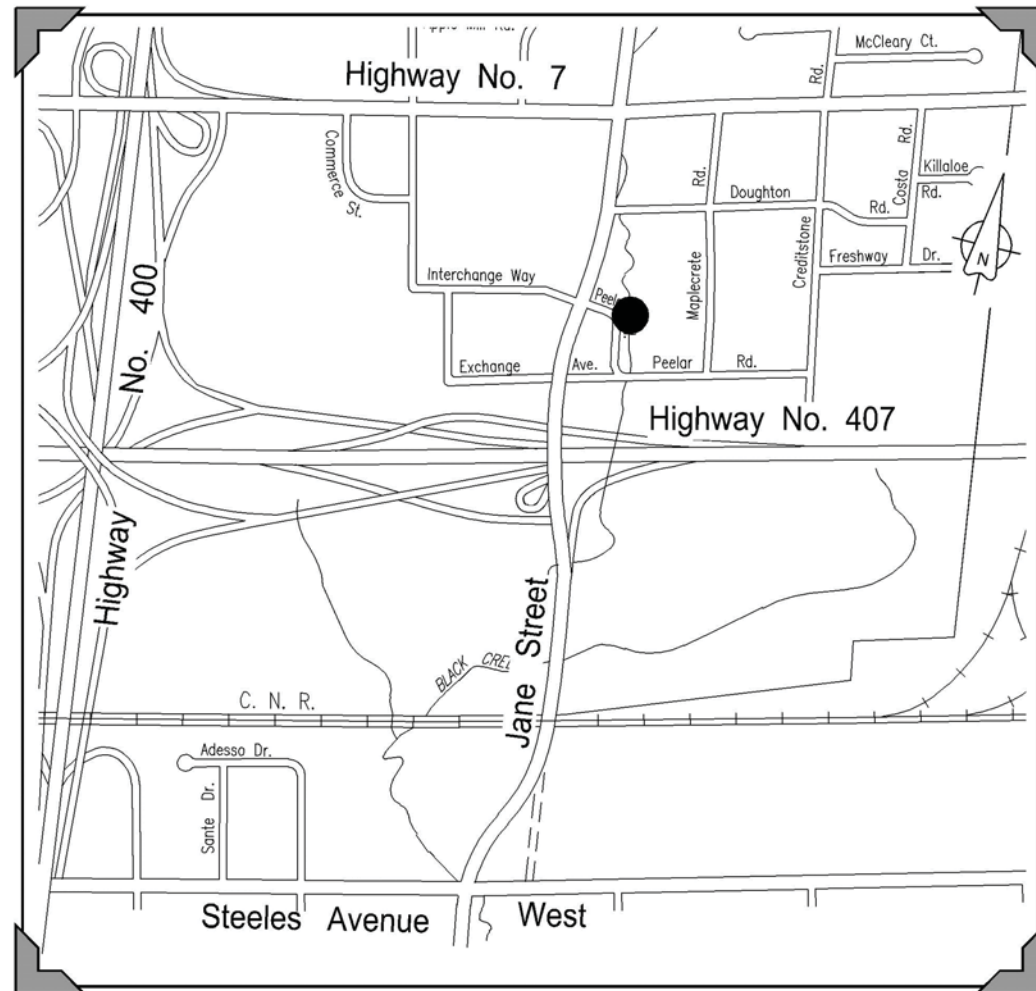 McCleary Ct.
Highway No. 7
Rd.
Commerce St.
Rd.
Doughton Rd.
Costa Rd.
Killaloe Rd.
Creditstone
Maplecrete
Freshway Dr.
N
Interchange Way
Peel
Exchange Ave.
Peelar Rd.
Highway No. 400
Highway No. 407
Jane Street
BLACK CREE
C. N. R.
Adesso Dr.
Sante Dr.
Steeles Avenue West